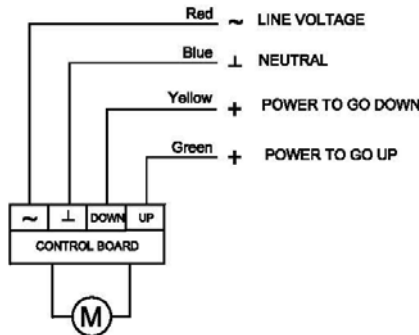 Red ~ LINE VOLTAGE
Blue ⊥ NEUTRAL
Yellow + POWER TO GO DOWN
Green + POWER TO GO UP
~ ⊥ DOWN UP
CONTROL BOARD
M